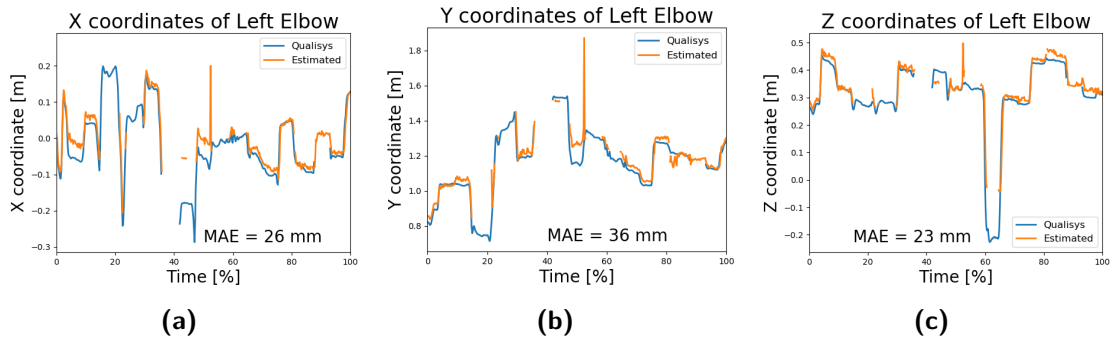 X coordinates of Left Elbow
X coordinate [m]
0.2
0.1
0.0
−0.1
−0.2
−0.3
Qualisys
Estimated
MAE = 26 mm
0 20 40 60 80 100
Time [%]
(a)
Y coordinates of Left Elbow
Y coordinate [m]
1.8
1.6
1.4
1.2
1.0
0.8
Qualisys
Estimated
MAE = 36 mm
0 20 40 60 80 100
Time [%]
(b)
Z coordinates of Left Elbow
Z coordinate [m]
0.5
0.4
0.3
0.2
0.1
0.0
−0.1
−0.2
MAE = 23 mm
Qualisys
Estimated
0 20 40 60 80 100
Time [%]
(c)